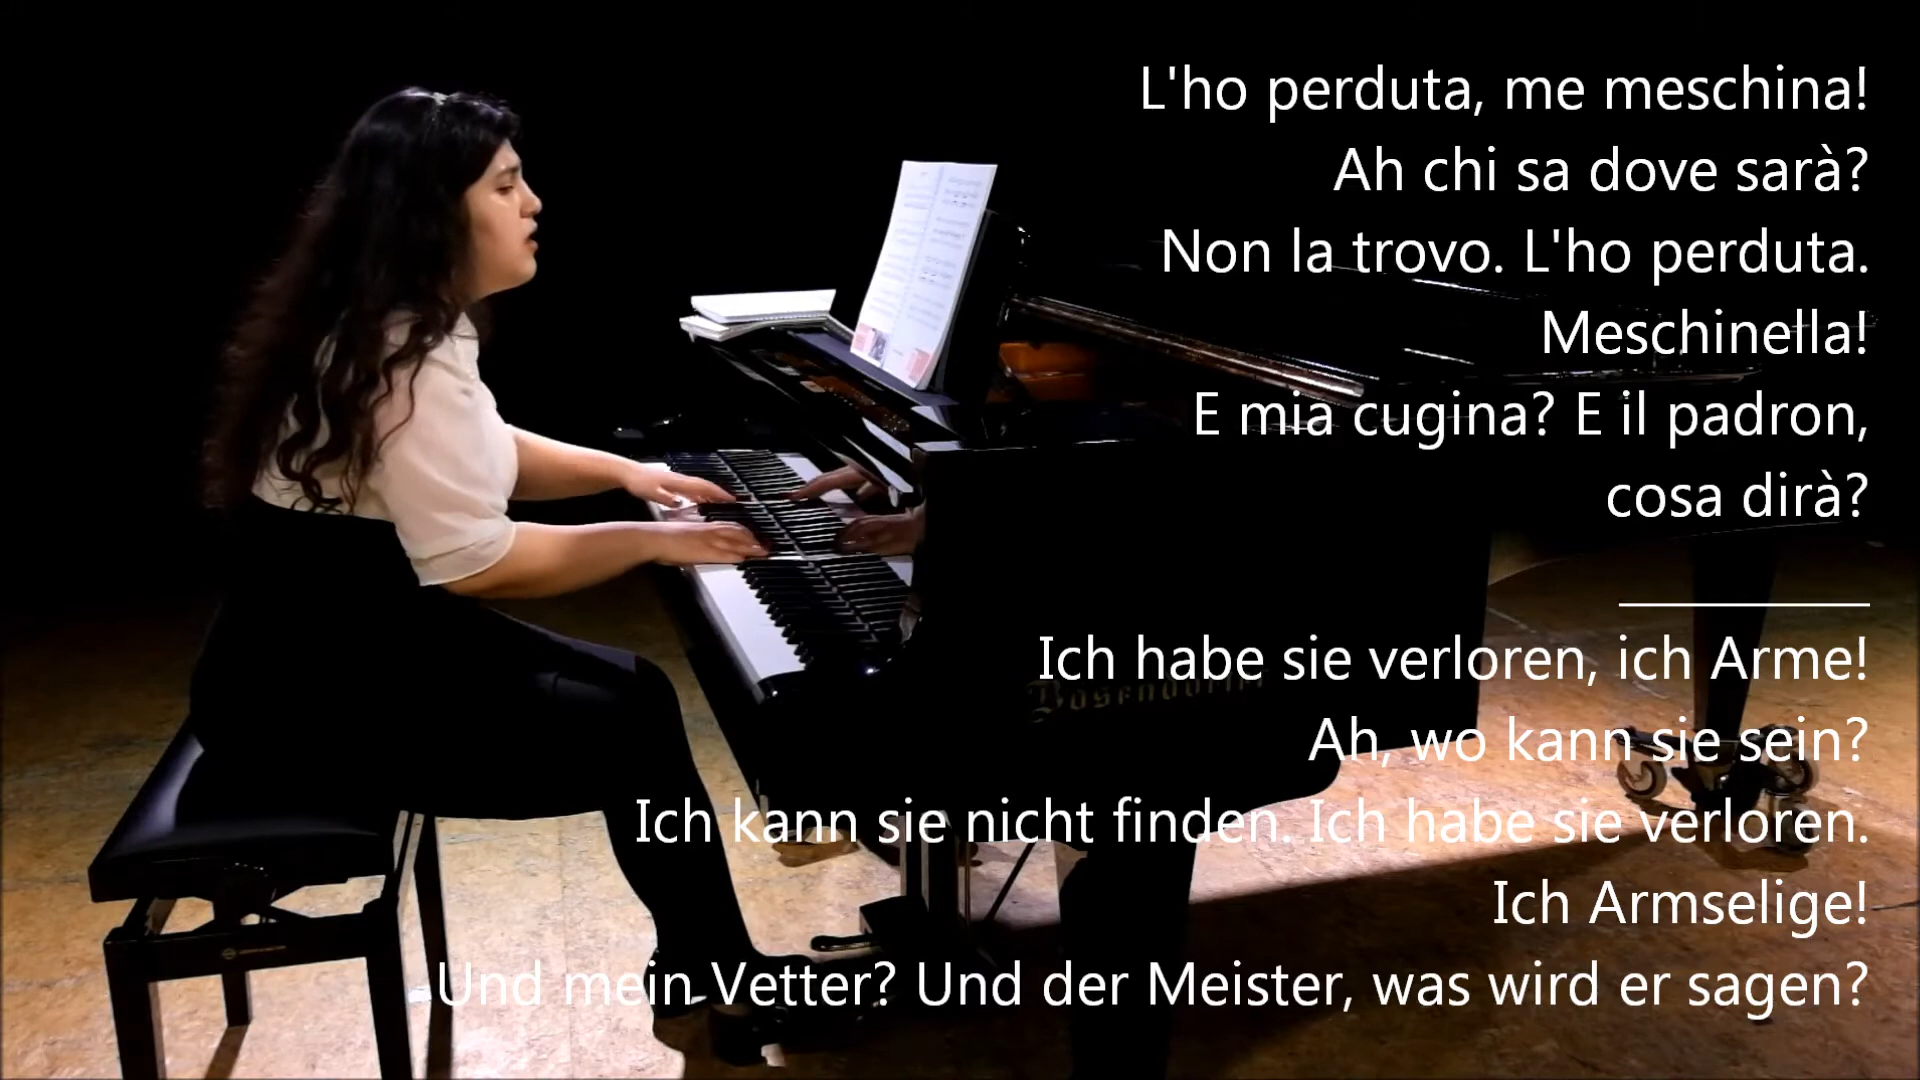 L'ho perduta, me meschina!
Ah chi sa dove sarà?
Non la trovo. L'ho perduta.
Meschinella!
E mia cugina? E il padron,
cosa dirà?
Ich habe sie verloren, ich Arme!
Bösendorfer
Ah, wo kann sie sein?
Ich kann sie nicht finden. Ich habe sie verloren.
Ich Armselige!
Und mein Vetter? Und der Meister, was wird er sagen?